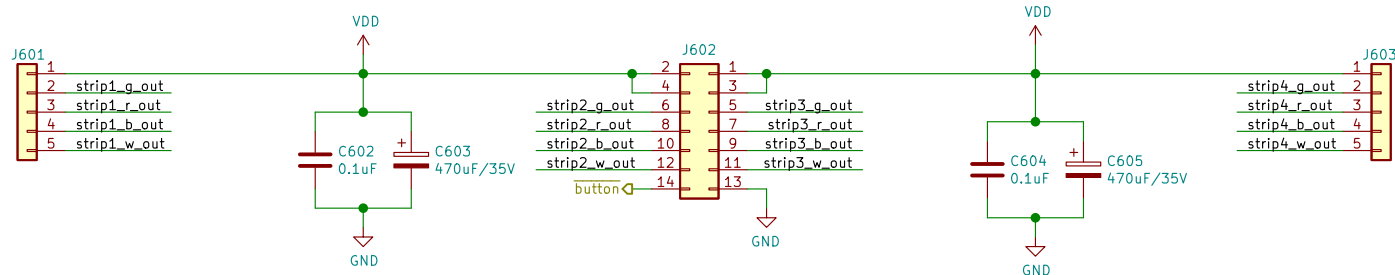 VDD
VDD
J601
J602
J603
1
2
1
1
2 strip1_g_out
4
3
strip4_g_out 2
3 strip1_r_out
strip2_g_out 6
5 strip3_g_out
strip4_r_out 3
4 strip1_b_out
strip2_r_out 8
7 strip3_r_out
strip4_b_out 4
5 strip1_w_out
strip2_b_out 10
9 strip3_b_out
strip4_w_out 5
strip2_w_out 12
11 strip3_w_out
button 14
13
C602
0.1uF
+
C603
470uF/35V
C604
0.1uF
+
C605
470uF/35V
GND
GND
GND